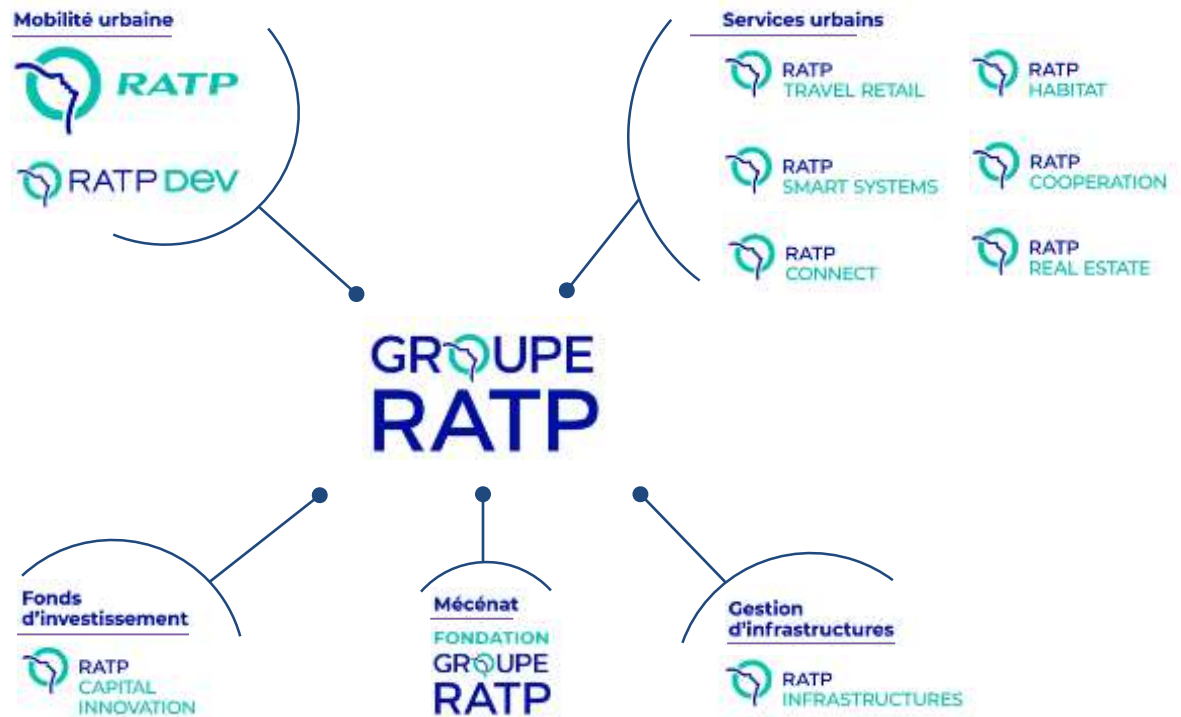 Mobilité urbaine
RATP
RATP DEV
Services urbains
RATP
TRAVEL RETAIL
RATP
HABITAT
RATP
SMART SYSTEMS
RATP
COOPERATION
RATP
CONNECT
RATP
REAL ESTATE
GROUPE
RATP
Fonds
d'investissement
RATP
CAPITAL
INNOVATION
Mécénat
FONDATION
GROUPE
RATP
Gestion
d'infrastructures
RATP
INFRASTRUCTURES